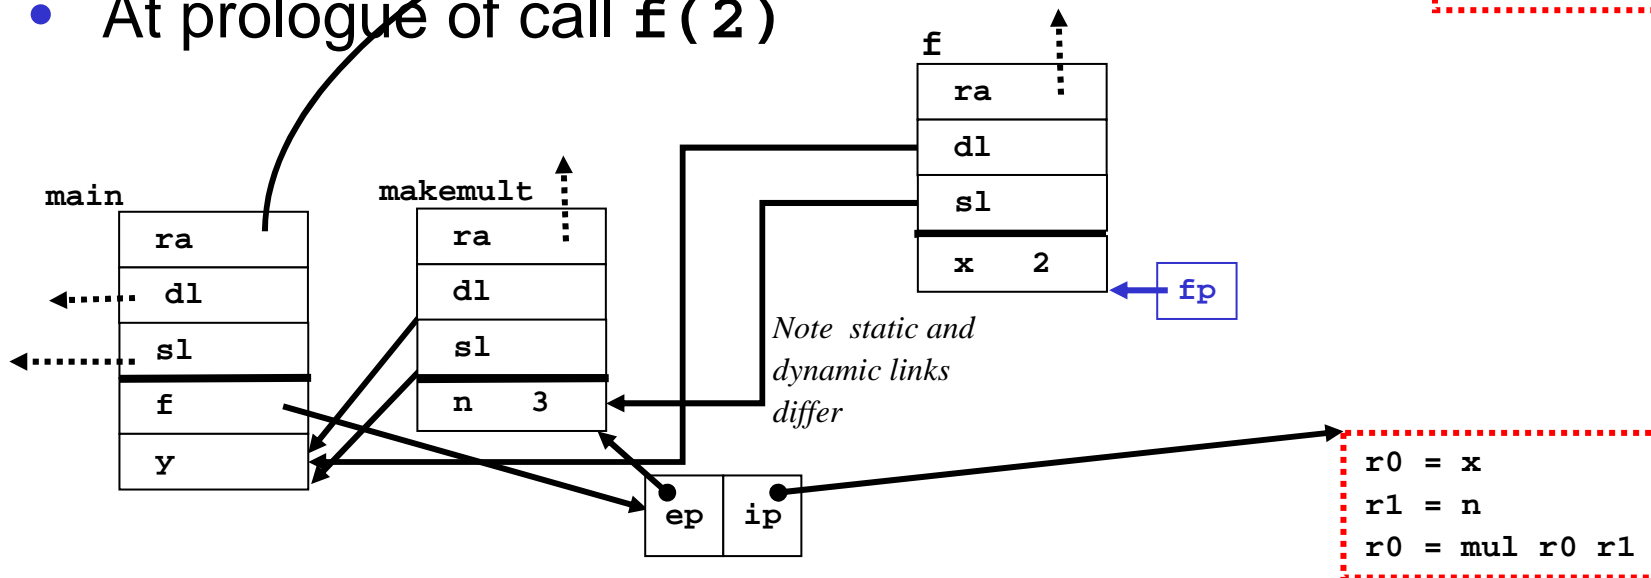 • At prologue of call f(2)
f
ra
dl
sl
x 2
fp
main
ra
dl
sl
f
y
makemult
ra
dl
sl
n 3
Note static and
dynamic links
differ
ep ip
r0 = x
r1 = n
r0 = mul r0 r1